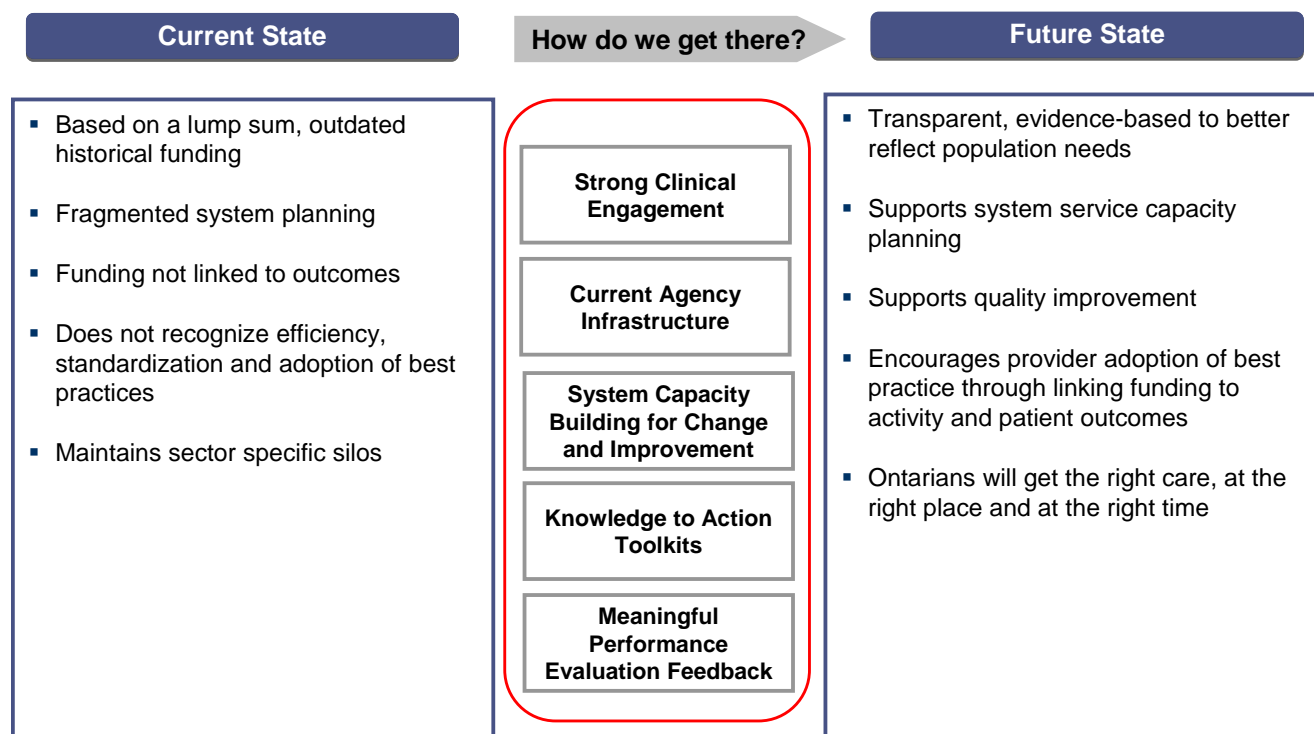 Current State
How do we get there?
Future State
▪ Based on a lump sum, outdated
historical funding
▪ Fragmented system planning
▪ Funding not linked to outcomes
▪ Does not recognize efficiency,
standardization and adoption of best
practices
▪ Maintains sector specific silos
Strong Clinical
Engagement
Current Agency
Infrastructure
System Capacity
Building for Change
and Improvement
Knowledge to Action
Toolkits
Meaningful
Performance
Evaluation Feedback
▪ Transparent, evidence-based to better
reflect population needs
▪ Supports system service capacity
planning
▪ Supports quality improvement
▪ Encourages provider adoption of best
practice through linking funding to
activity and patient outcomes
▪ Ontarians will get the right care, at the
right place and at the right time